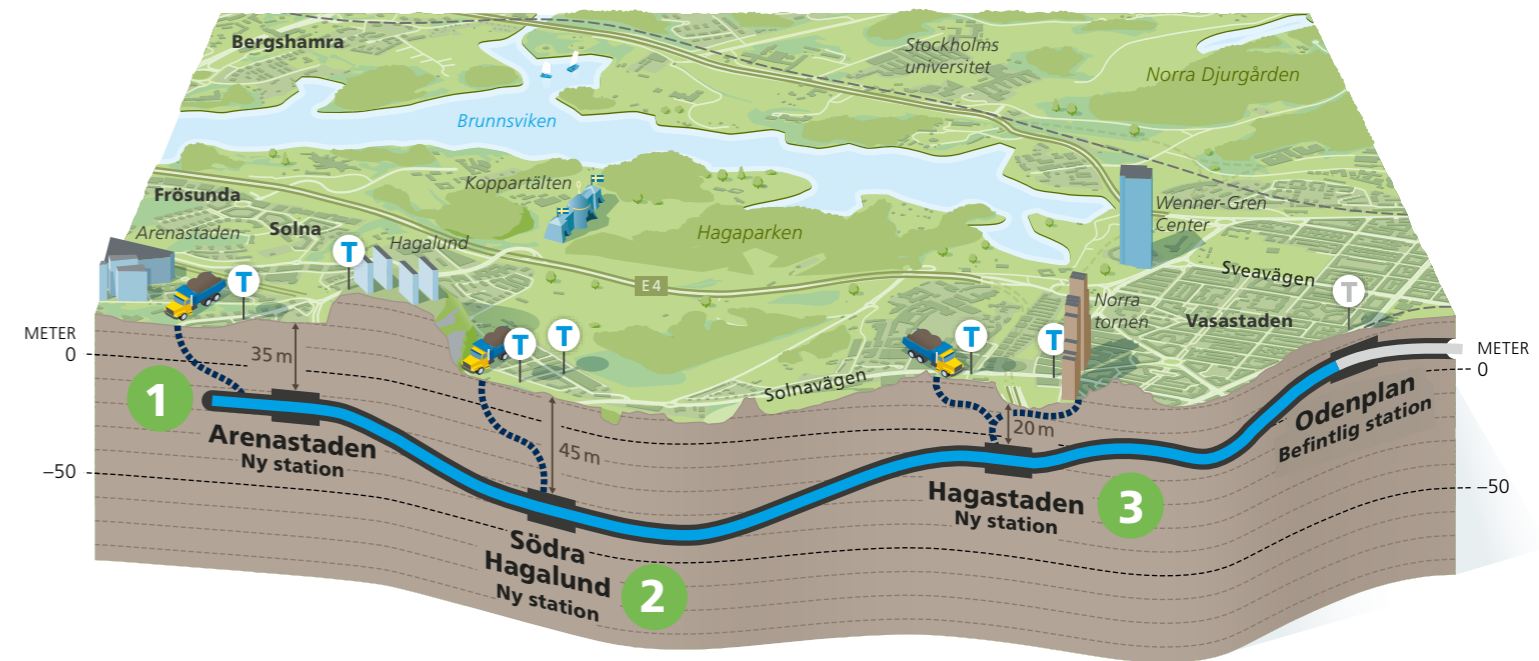 Bergshamra
Stockholms
universitet
Norra Djurgården
Brunnsviken
Frösunda
Koppartälten
Wenner-Gren
Center
Arenastaden
Solna
Hagalund
Hagaparken
T
T
E4
Sveavägen
T
Norra
tornen
Vasastaden
METER
0
35 m
T
T
T
T
METER
0
Solnavägen
1
Arenastaden
Ny station
45 m
20 m
Odenplan
Befintlig station
–50
–50
Hagastaden
Ny station
3
Södra
Hagalund
Ny station
2